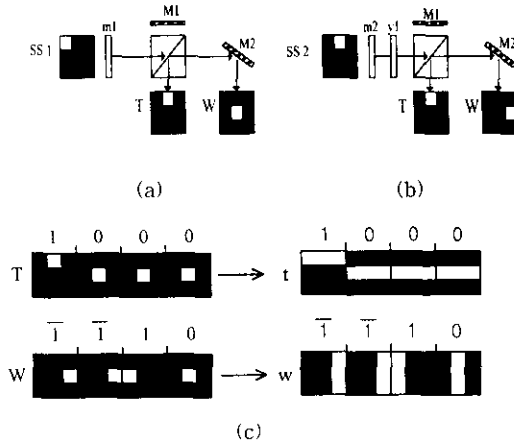 m1 M1 M2
SS 1
T W
(a)
m2 v1 M1 M2
SS 2
T W
(b)
1 0 0 0
T
1 0 0 0
t
1̅ 1̅ 1 0
W
1̅ 1̅ 1 0
w
(c)